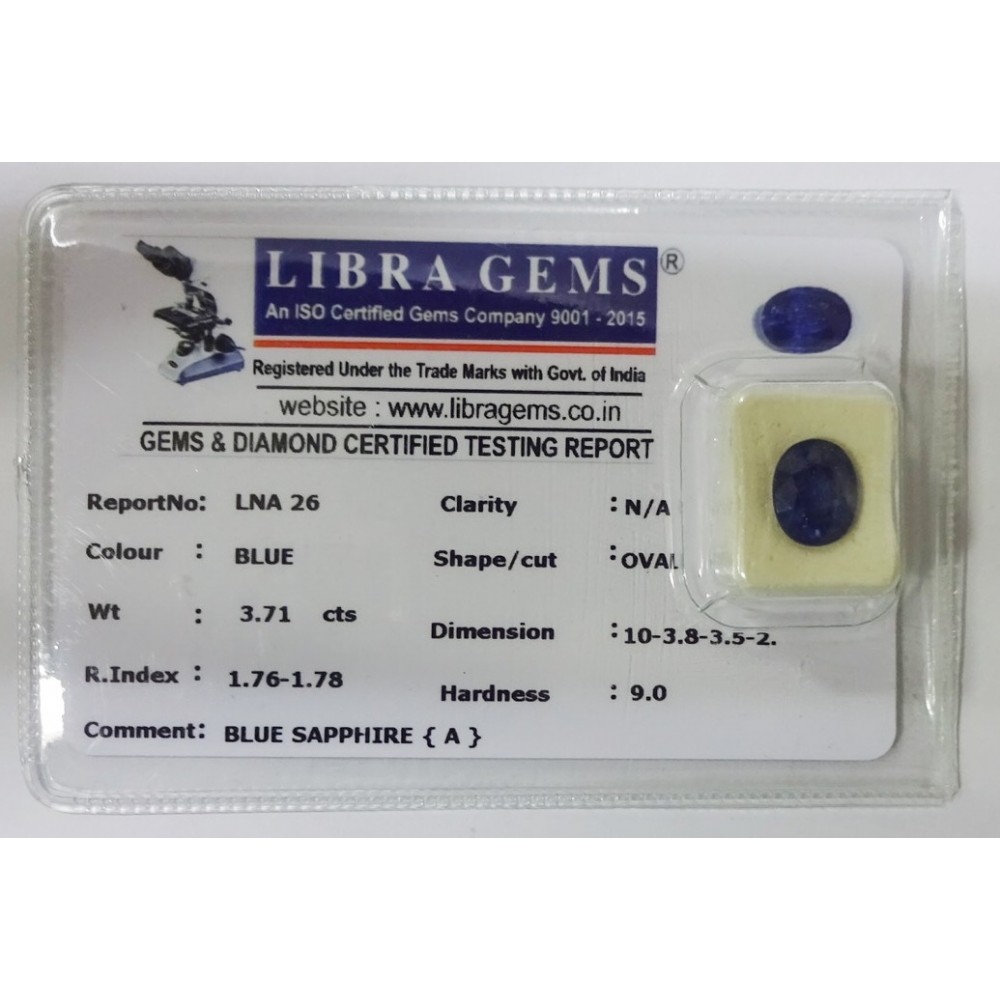 LIBRA GEMS®
An ISO Certified Gems Company 9001 - 2015
Registered Under the Trade Marks with Govt. of India
website : www.libragems.co.in
GEMS & DIAMOND CERTIFIED TESTING REPORT
ReportNo: LNA 26 Clarity : N/A
Colour : BLUE Shape/cut : OVAL
Wt : 3.71 cts Dimension : 10-3.8-3.5-2.
R.Index : 1.76-1.78 Hardness : 9.0
Comment: BLUE SAPPHIRE { A }